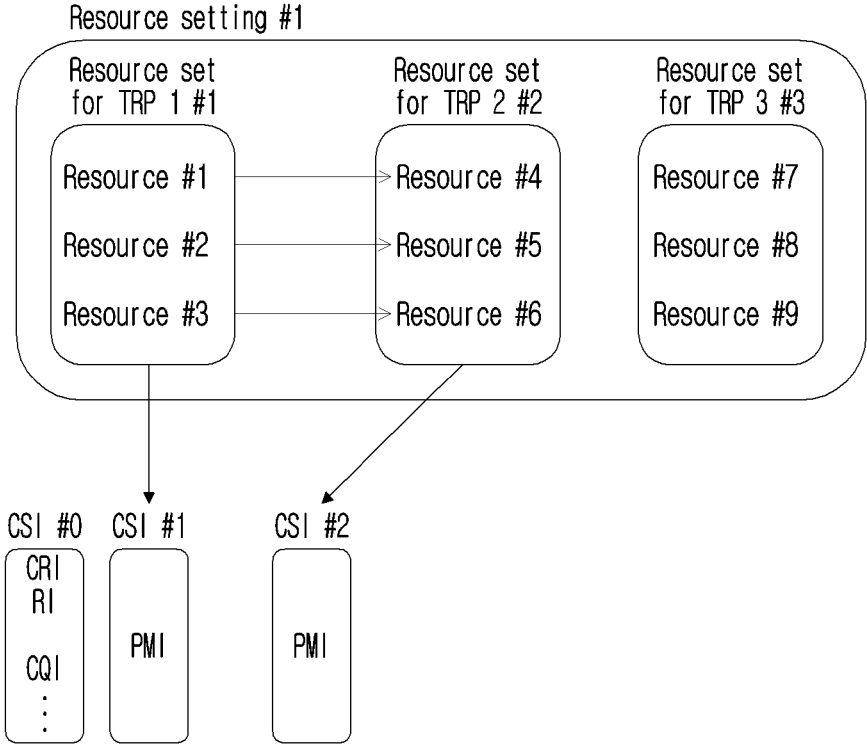 Resource setting #1
Resource set
for TRP 1 #1
Resource set
for TRP 2 #2
Resource set
for TRP 3 #3
Resource #1
Resource #4
Resource #7
Resource #2
Resource #5
Resource #8
Resource #3
Resource #6
Resource #9
CSI #0
CSI #1
CSI #2
CRI
RI
CQI
PMI
PMI